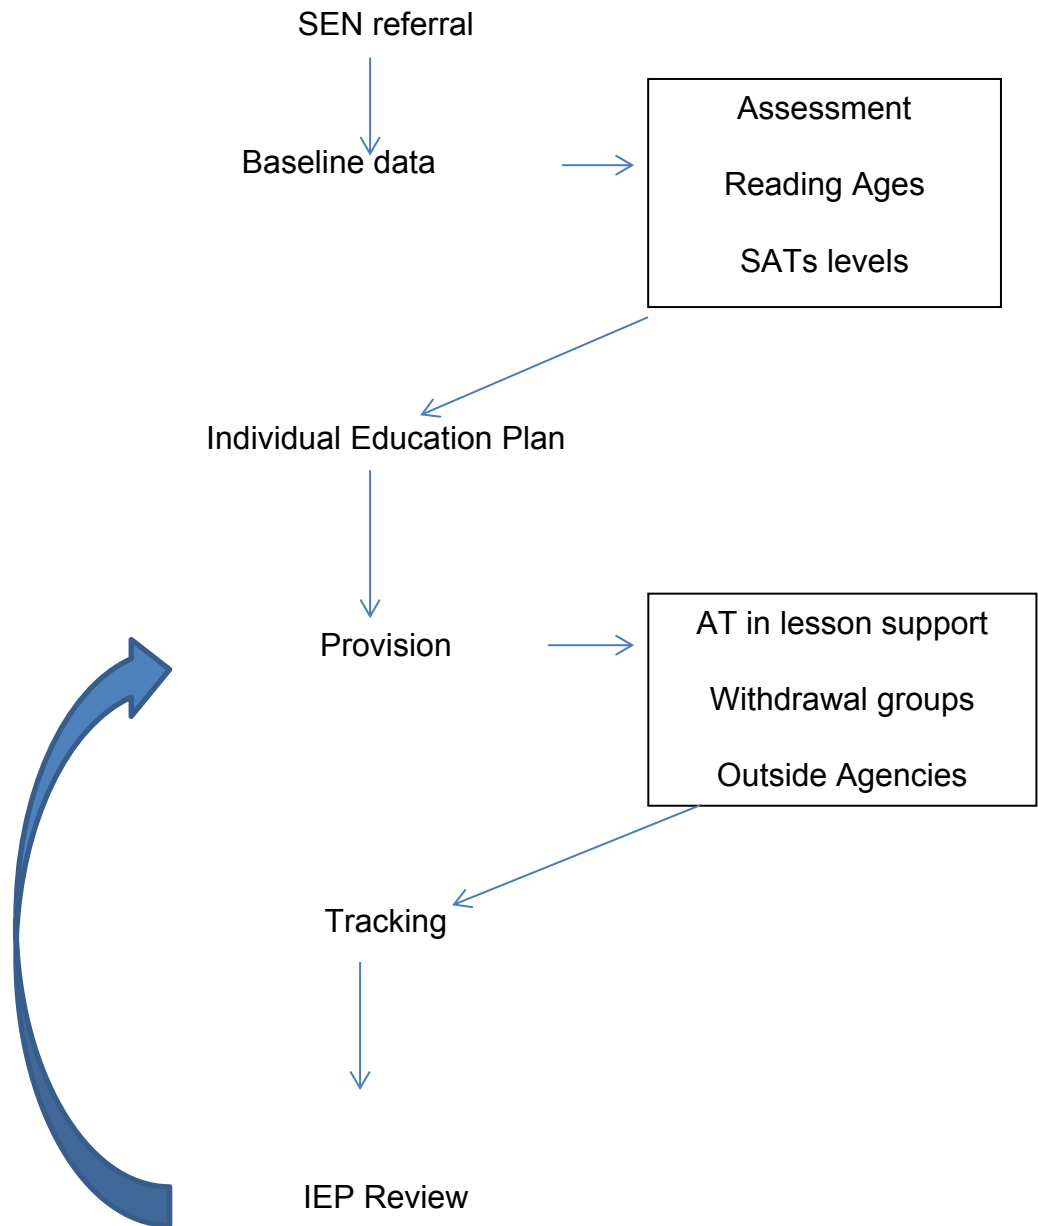 SEN referral
Baseline data
Assessment
Reading Ages
SATs levels
Individual Education Plan
Provision
AT in lesson support
Withdrawal groups
Outside Agencies
Tracking
IEP Review